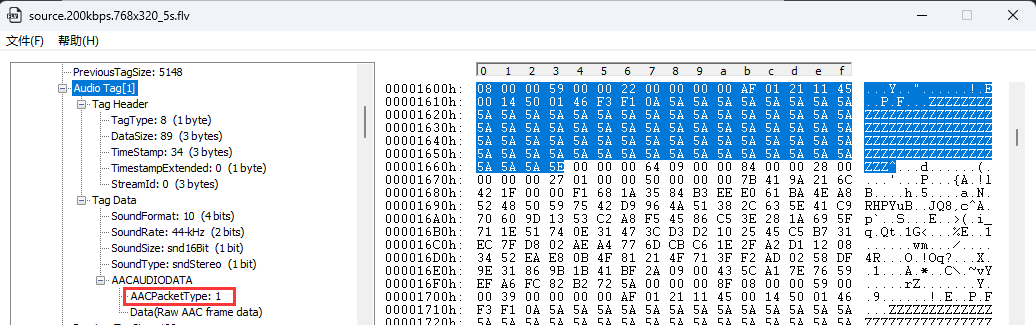 source.200kbps.768x320_5s.flv
文件(F) 帮助(H)
PreviousTagSize: 5148
Audio Tag[1]
Tag Header
TagType: 8 (1 byte)
DataSize: 89 (3 bytes)
TimeStamp: 34 (3 bytes)
TimestampExtended: 0 (1 byte)
StreamId: 0 (3 bytes)
Tag Data
SoundFormat: 10 (4 bits)
SoundRate: 44-kHz (2 bits)
SoundSize: snd16Bit (1 bit)
SoundType: sndStereo (1 bit)
AACAUDIODATA
AACPacketType: 1
Data(Raw AAC frame data)
0 1 2 3 4 5 6 7 8 9 a b c d e f
00001600h: 08 00 00 59 00 00 22 00 00 00 00 AF 01 21 11 45 ...Y.."......!.E
00001610h: 00 14 50 01 46 F3 F1 0A 5A 5A 5A 5A 5A 5A 5A 5A ..P.F...ZZZZZZZZ
00001620h: 5A 5A 5A 5A 5A 5A 5A 5A 5A 5A 5A 5A 5A 5A 5A 5A ZZZZZZZZZZZZZZZZ
00001630h: 5A 5A 5A 5A 5A 5A 5A 5A 5A 5A 5A 5A 5A 5A 5A 5A ZZZZZZZZZZZZZZZZ
00001640h: 5A 5A 5A 5A 5A 5A 5A 5A 5A 5A 5A 5A 5A 5A 5A 5A ZZZZZZZZZZZZZZZZ
00001650h: 5A 5A 5A 5A 5A 5A 5A 5A 5A 5A 5A 5A 5A 5A 5A 5A ZZZZZZZZZZZZZZZZ
00001660h: 5A 5A 5A 5E 00 00 00 64 09 00 00 84 00 00 28 00 ZZZ^...d......(.
00001670h: 00 00 00 27 01 00 00 50 00 00 00 7B 41 9A 21 6C ...'...P...{A.!l
00001680h: 42 1F 00 00 F1 68 1A 35 84 B3 EE E0 61 BA 4E A8 B....h.5....a.N.
00001690h: 52 48 50 59 75 42 D9 96 4A 51 38 2C 63 5E 41 C9 RHPYuB..JQ8,c^A.
000016A0h: 70 60 9D 13 53 C2 A8 F5 45 86 C5 3E 28 1A 69 5F p`..S...E..>(.i_
000016B0h: 71 1E 51 74 0E 31 47 3C D3 D2 10 25 45 C5 B7 31 q.Qt.1G<...%E..1
000016C0h: EC 7F D8 02 AE A4 77 6D CB C6 1E 2F A2 D1 12 08 ......wm.../....
000016D0h: 34 52 EA E8 0B 4F 81 21 4F 71 3F F2 AD 02 58 DF 4R...O.!Oq?...X.
000016E0h: 9E 31 86 9B 1B 41 BF 2A 09 00 43 5C A1 7E 76 59 .1...A.*..C\.~vY
000016F0h: EF A6 FC 82 B2 72 5A 00 00 00 8F 08 00 00 59 .....rZ.......Y
00001700h: 00 00 39 00 00 00 00 AF 01 21 11 45 00 14 50 01 46 .9......!.E..P.F
00001710h: F3 F1 0A 5A 5A 5A 5A 5A 5A 5A 5A 5A 5A 5A 5A 5A ...ZZZZZZZZZZZZZ